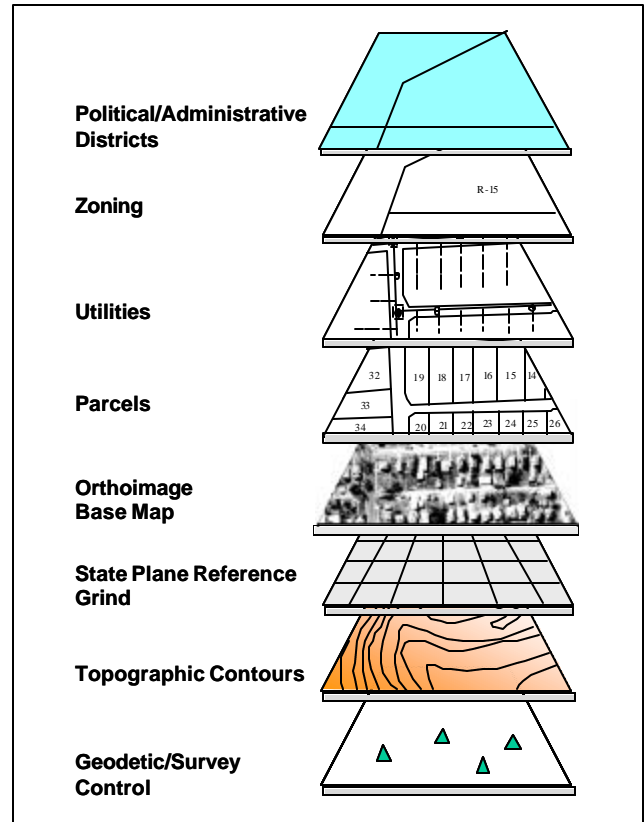 Political/Administrative
Districts
Zoning
R-15
Utilities
Parcels
32
19 18 17 16 15 14
33
34
20 21 22 23 24 25 26
Orthoimage
Base Map
State Plane Reference
Grind
Topographic Contours
Geodetic/Survey
Control